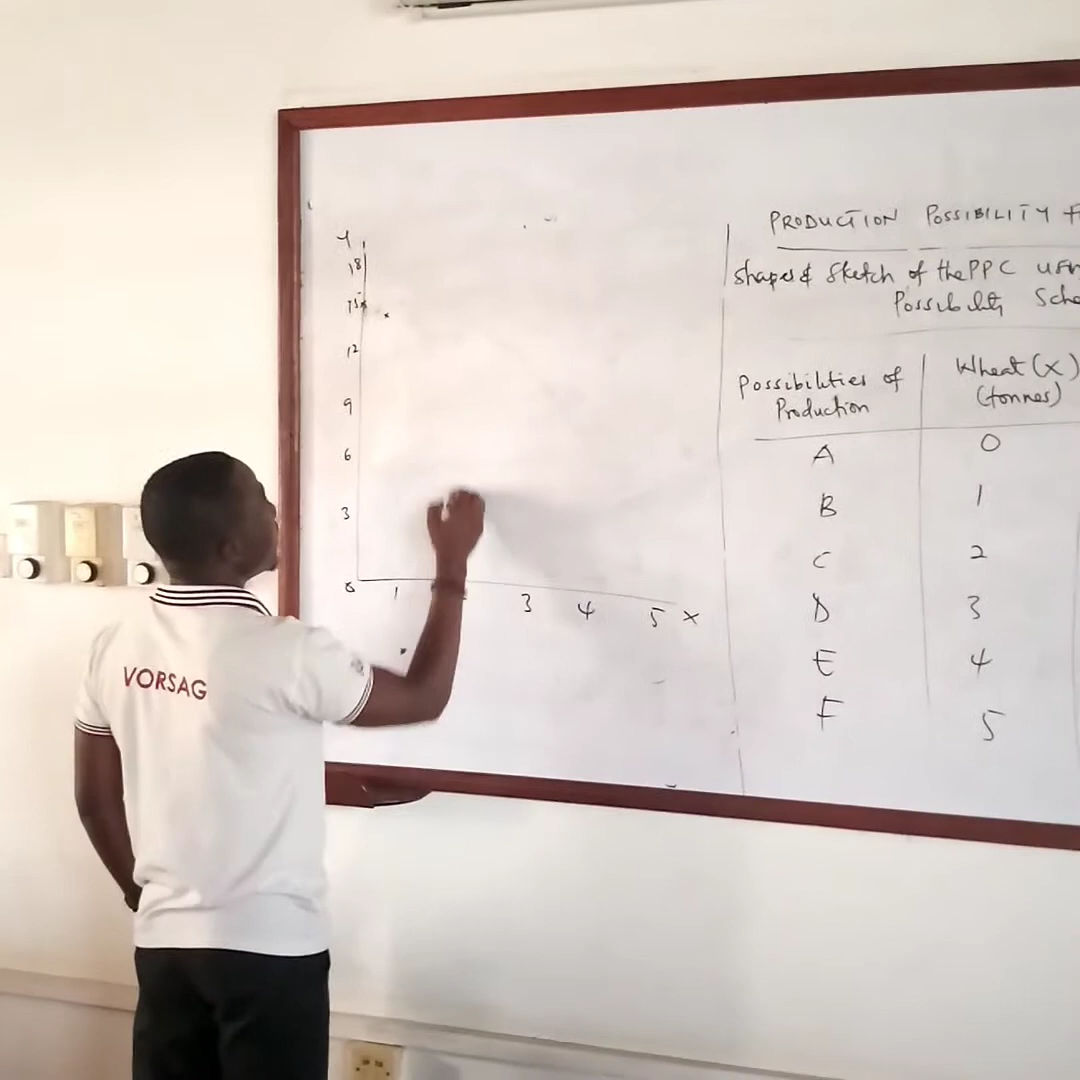 Y
18
15
12
9
6
3
0 1 3 4 5 X
PRODUCTION POSSIBILITY
shapes & Sketch of the PPC
Possibility
Possibilities of Production
Wheat (X)
(tonnes)
A 0
B 1
C 2
D 3
E 4
F 5
VORSAG